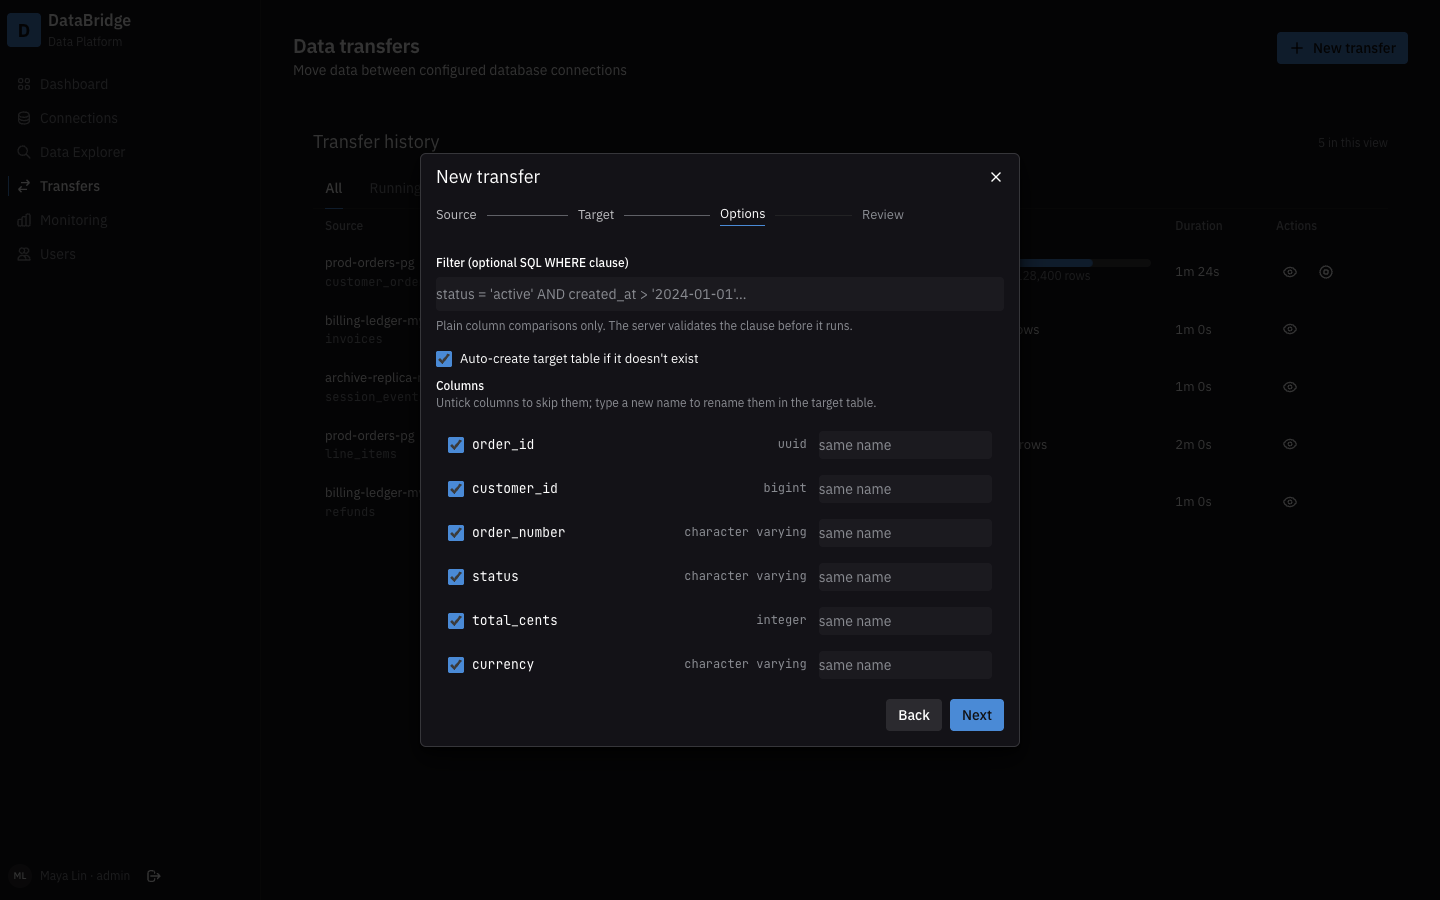 D
DataBridge
Data Platform
Dashboard
Connections
Data Explorer
Transfers
Monitoring
Users
ML
Maya Lin · admin
Data transfers
Move data between configured database connections
New transfer
Transfer history
5 in this view
All
Running
Source
Duration
Actions
prod-orders-pg
customer_orde
28,400 rows
1m 24s
billing-ledger-m
invoices
ows
1m 0s
archive-replica-
session_event
1m 0s
prod-orders-pg
line_items
rows
2m 0s
billing-ledger-m
refunds
1m 0s
New transfer
Source
Target
Options
Review
Filter (optional SQL WHERE clause)
status = 'active' AND created_at > '2024-01-01'...
Plain column comparisons only. The server validates the clause before it runs.
Auto-create target table if it doesn't exist
Columns
Untick columns to skip them; type a new name to rename them in the target table.
order_id uuid same name
customer_id bigint same name
order_number character varying same name
status character varying same name
total_cents integer same name
currency character varying same name
Back
Next